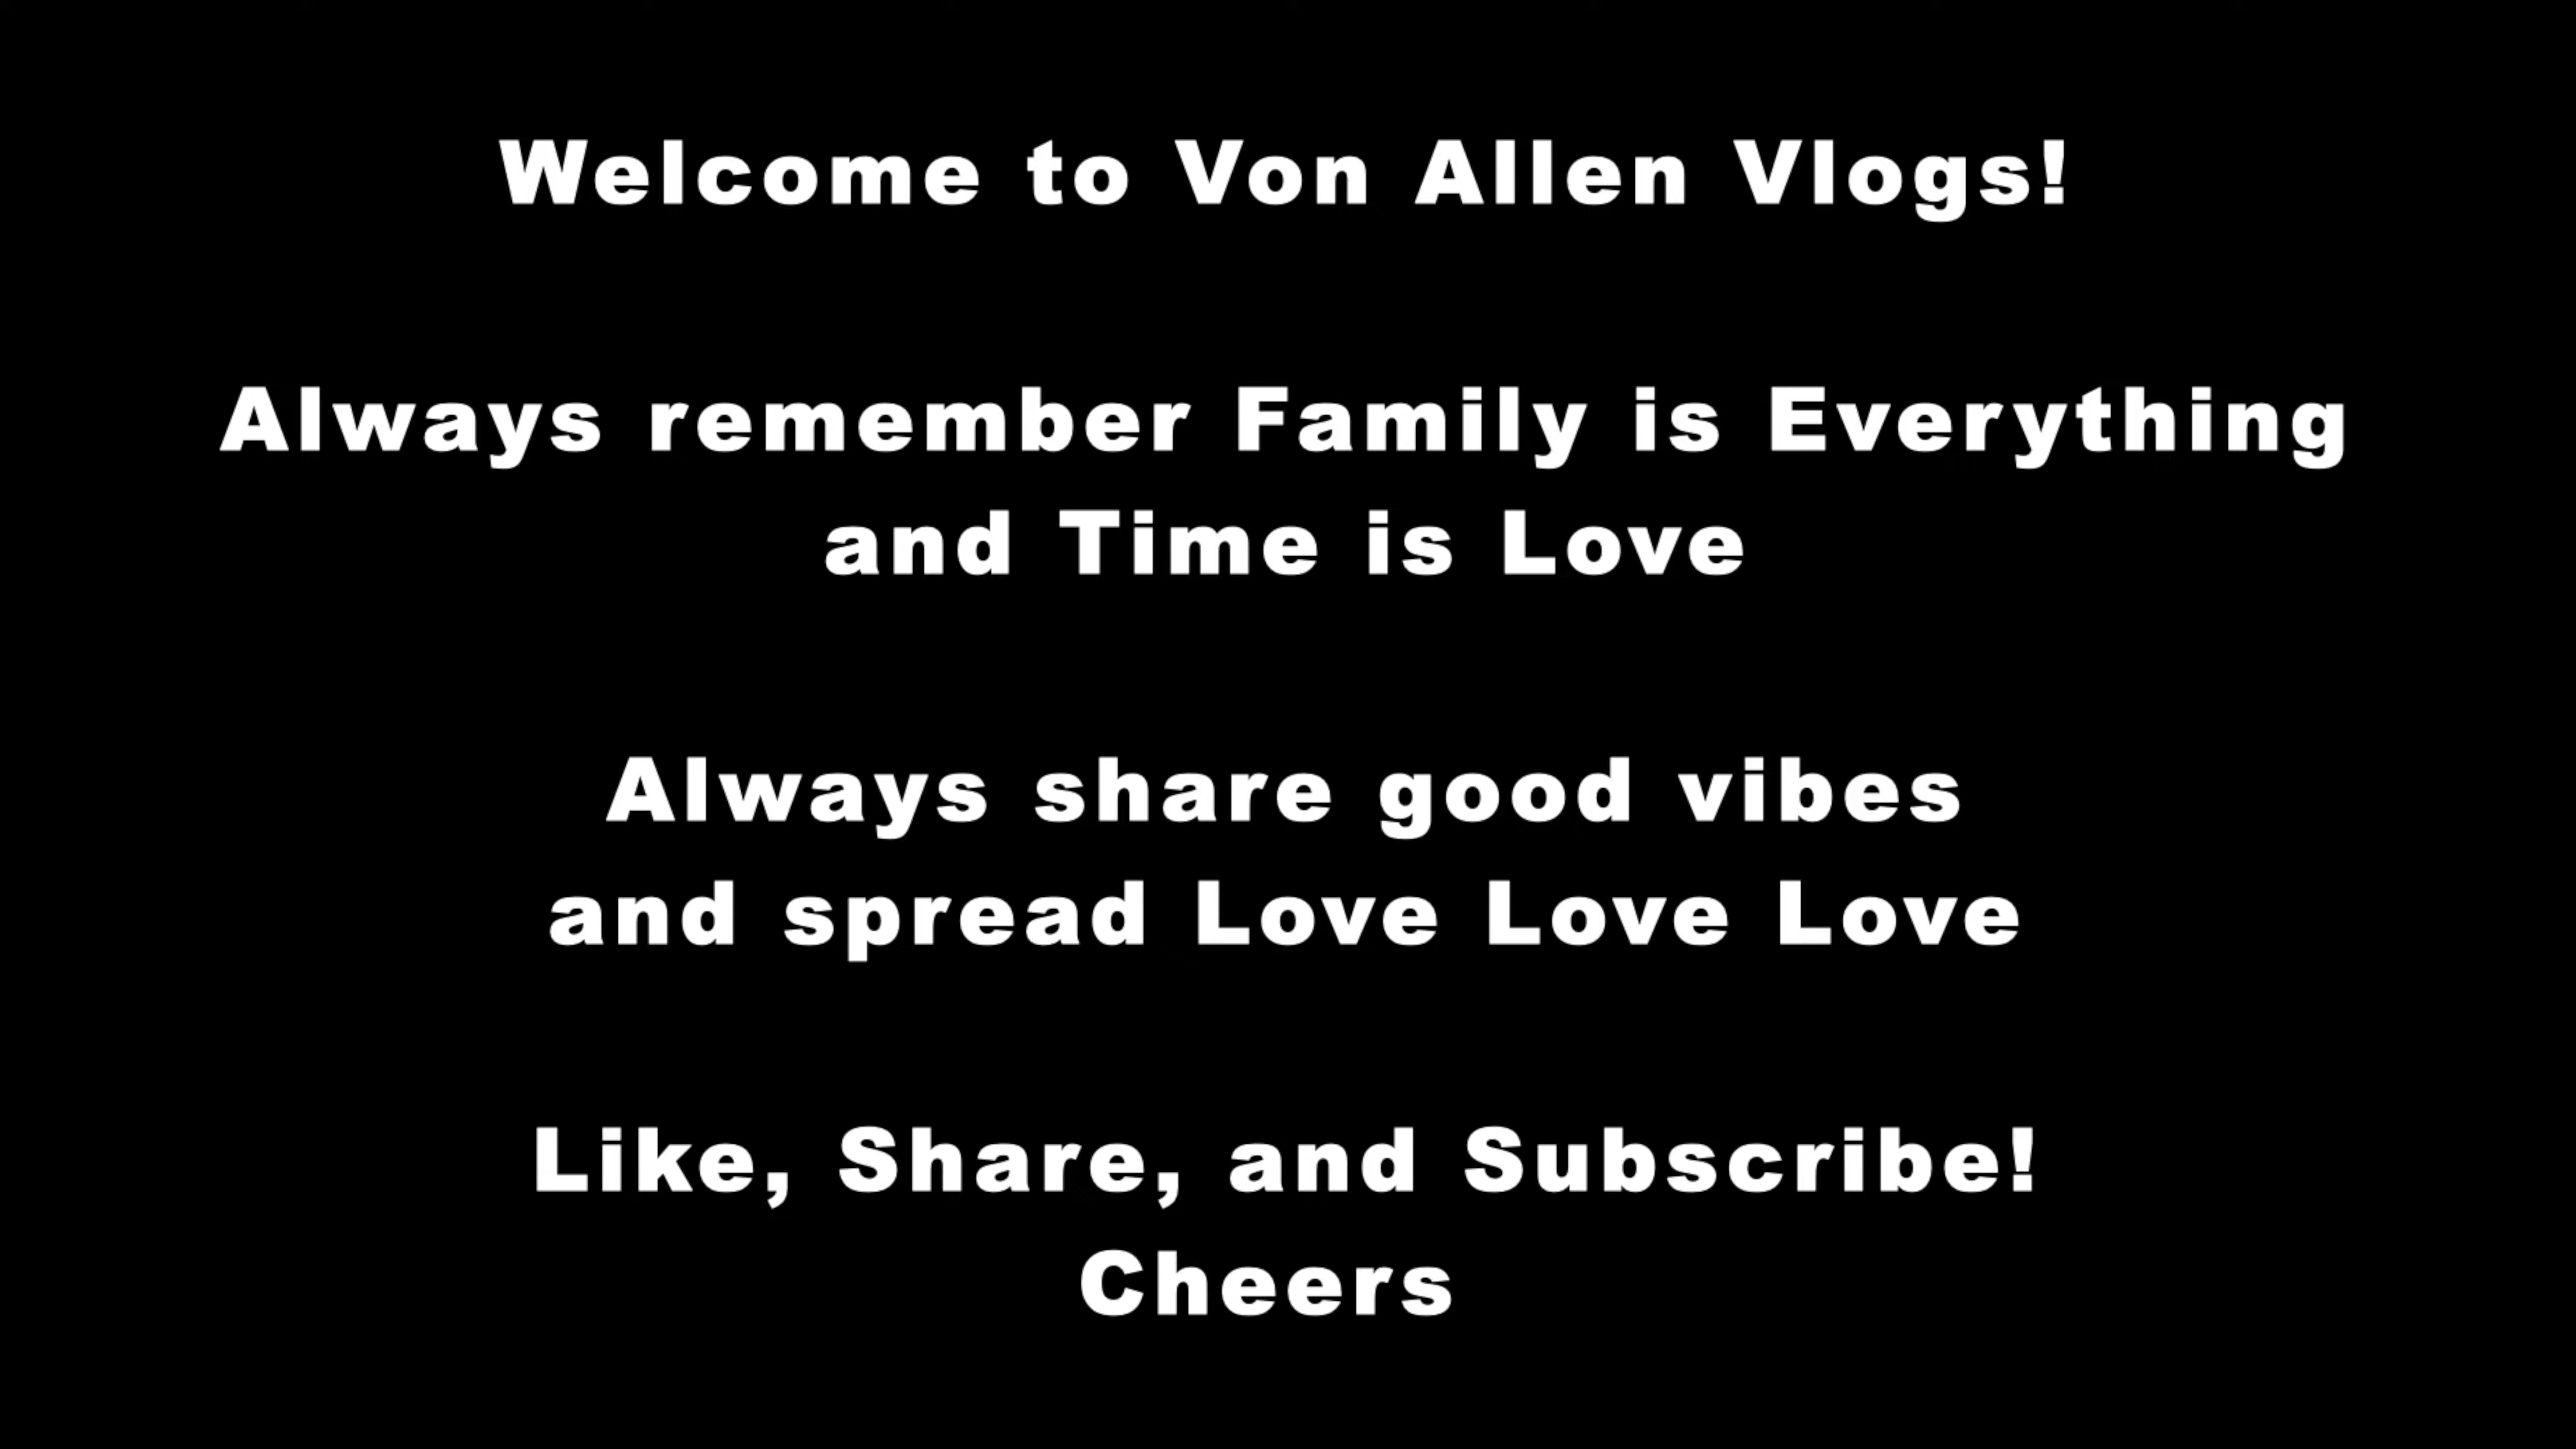 Welcome to Von Allen Vlogs!
Always remember Family is Everything
and Time is Love
Always share good vibes
and spread Love Love Love
Like, Share, and Subscribe!
Cheers